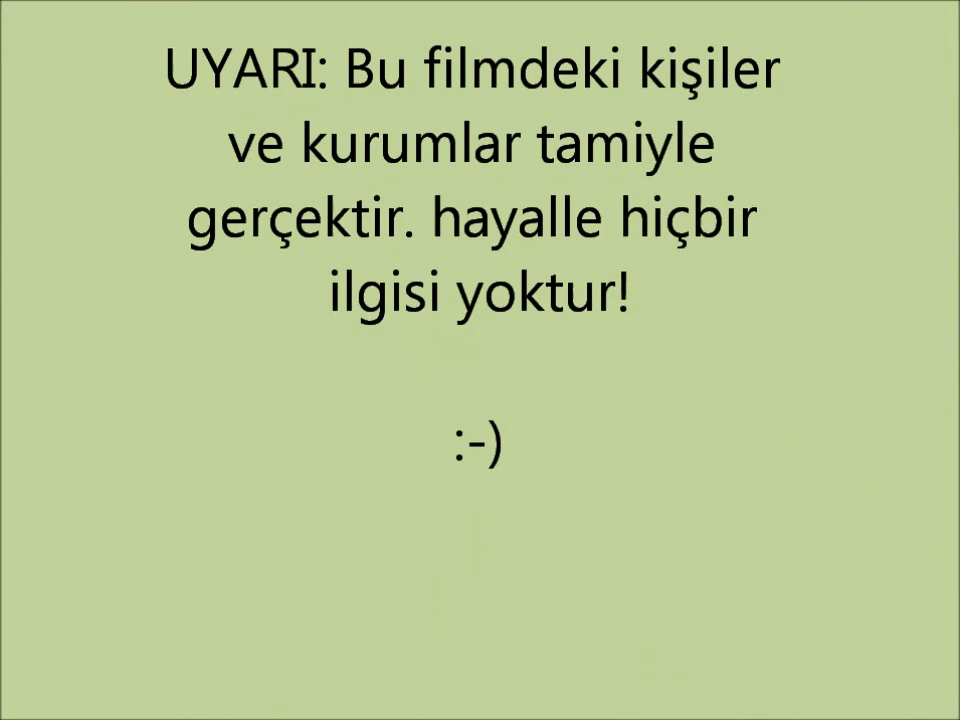 UYARI: Bu filmdeki kişiler
ve kurumlar tamiyle
gerçektir. hayalle hiçbir
ilgisi yoktur!
:-)